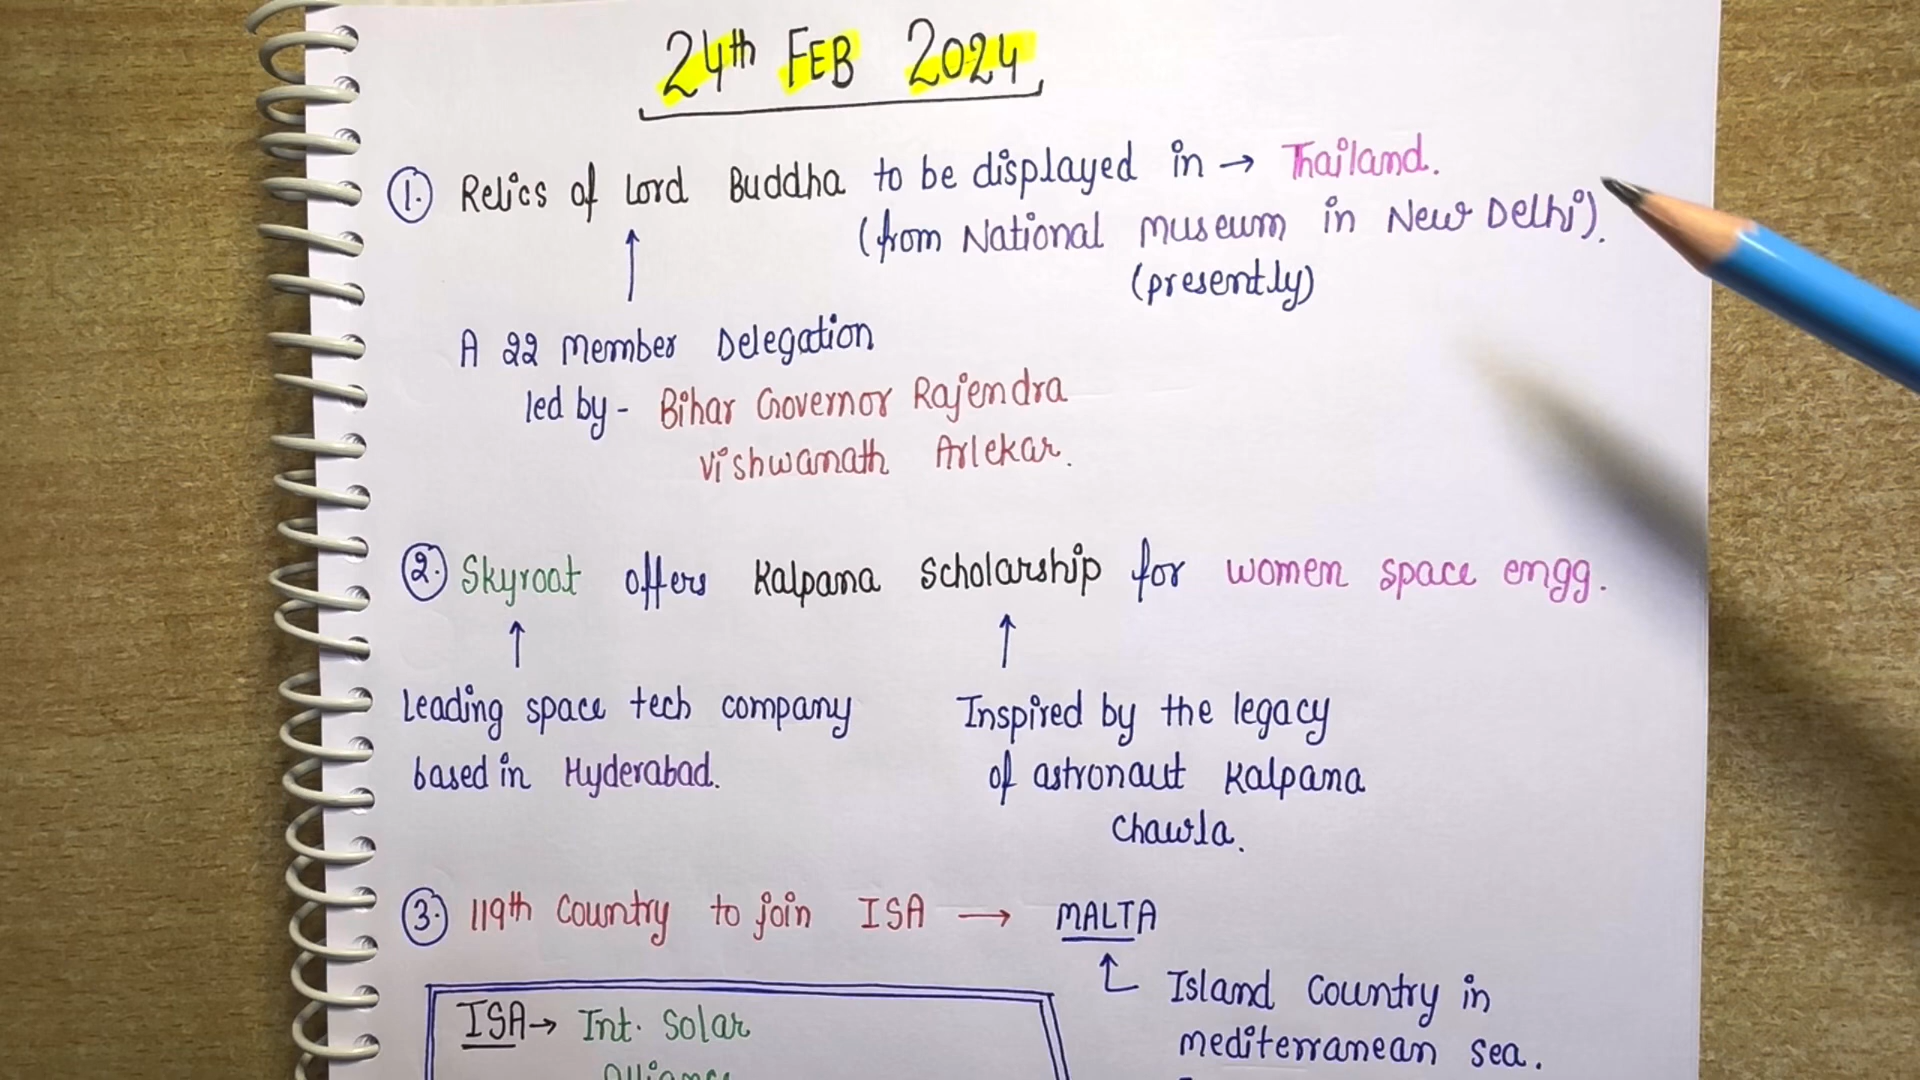 24th FEB 2024
1. Relics of Lord Buddha to be displayed in → Thailand.
(from National museum in New Delhi).
(presently)
A 22 Member Delegation
led by - Bihar Governor Rajendra
Vishwanath Arlekar.
2. Skyroot offers Kalpana Scholarship for women space engg.
Leading space tech company
based in Hyderabad.
Inspired by the legacy
of astronaut Kalpana
Chawla.
3. 119th Country to join ISA → MALTA
Island Country in
mediterranean sea.
ISA → Int. Solar
Alliance